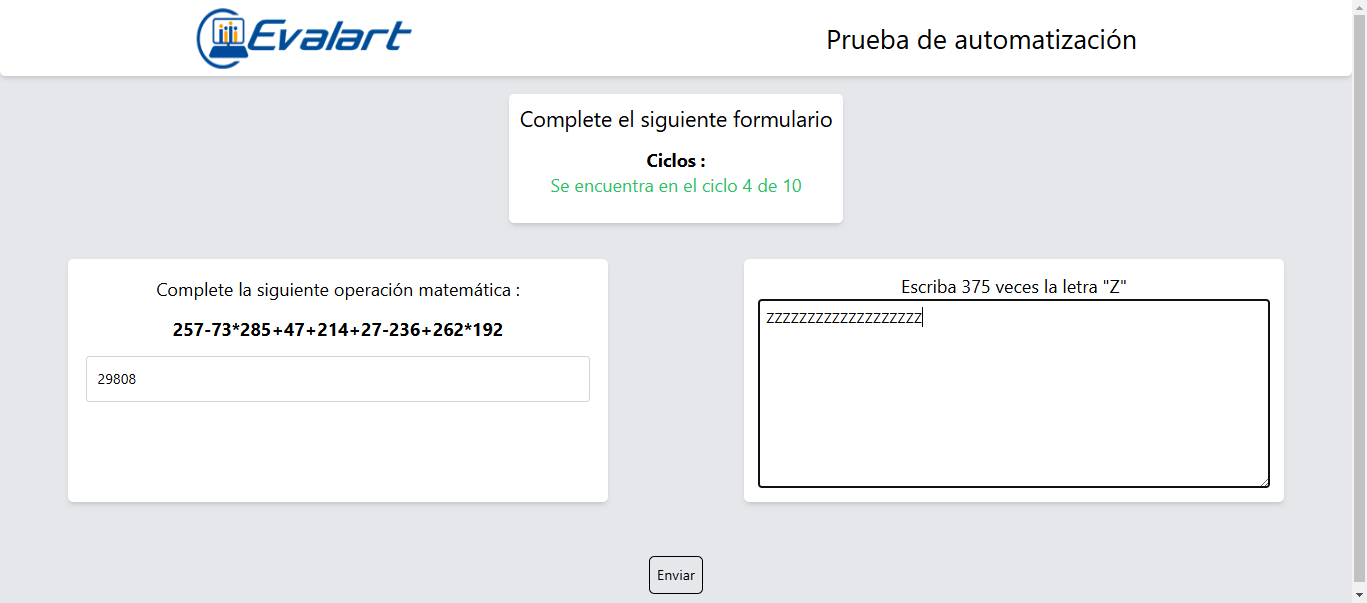 Evalart
Prueba de automatización
Complete el siguiente formulario
Ciclos :
Se encuentra en el ciclo 4 de 10
Complete la siguiente operación matemática :
257-73*285+47+214+27-236+262*192
29808
Escriba 375 veces la letra "Z"
ZZZZZZZZZZZZZZZZZZZ
Enviar